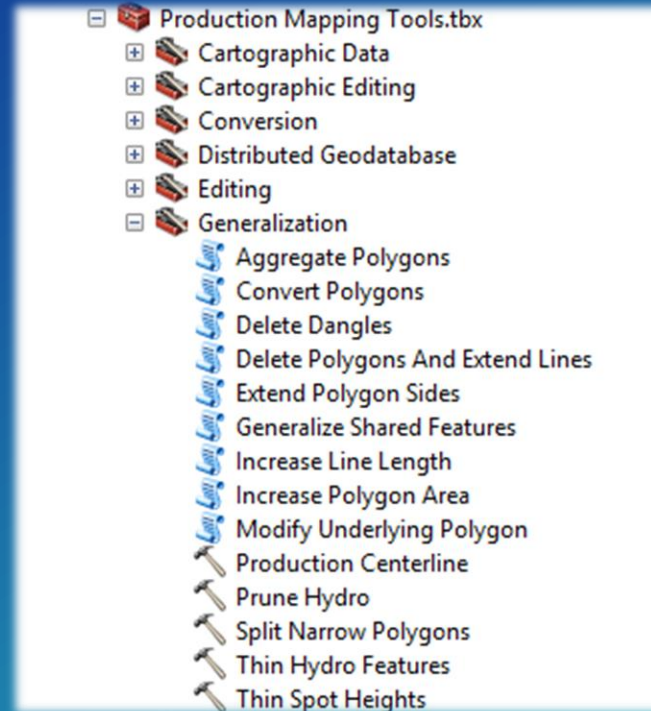 Production Mapping Tools.tbx
Cartographic Data
Cartographic Editing
Conversion
Distributed Geodatabase
Editing
Generalization
Aggregate Polygons
Convert Polygons
Delete Dangles
Delete Polygons And Extend Lines
Extend Polygon Sides
Generalize Shared Features
Increase Line Length
Increase Polygon Area
Modify Underlying Polygon
Production Centerline
Prune Hydro
Split Narrow Polygons
Thin Hydro Features
Thin Spot Heights